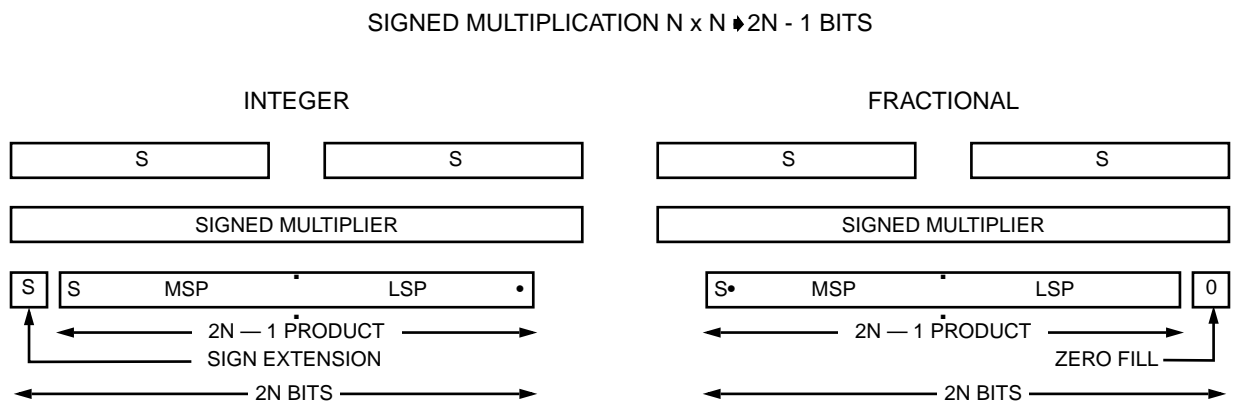 SIGNED MULTIPLICATION N x N ➧ 2N - 1 BITS
INTEGER
FRACTIONAL
S
S
S
S
SIGNED MULTIPLIER
SIGNED MULTIPLIER
S
S MSP LSP •
S• MSP LSP
0
2N — 1 PRODUCT
2N — 1 PRODUCT
SIGN EXTENSION
ZERO FILL
2N BITS
2N BITS